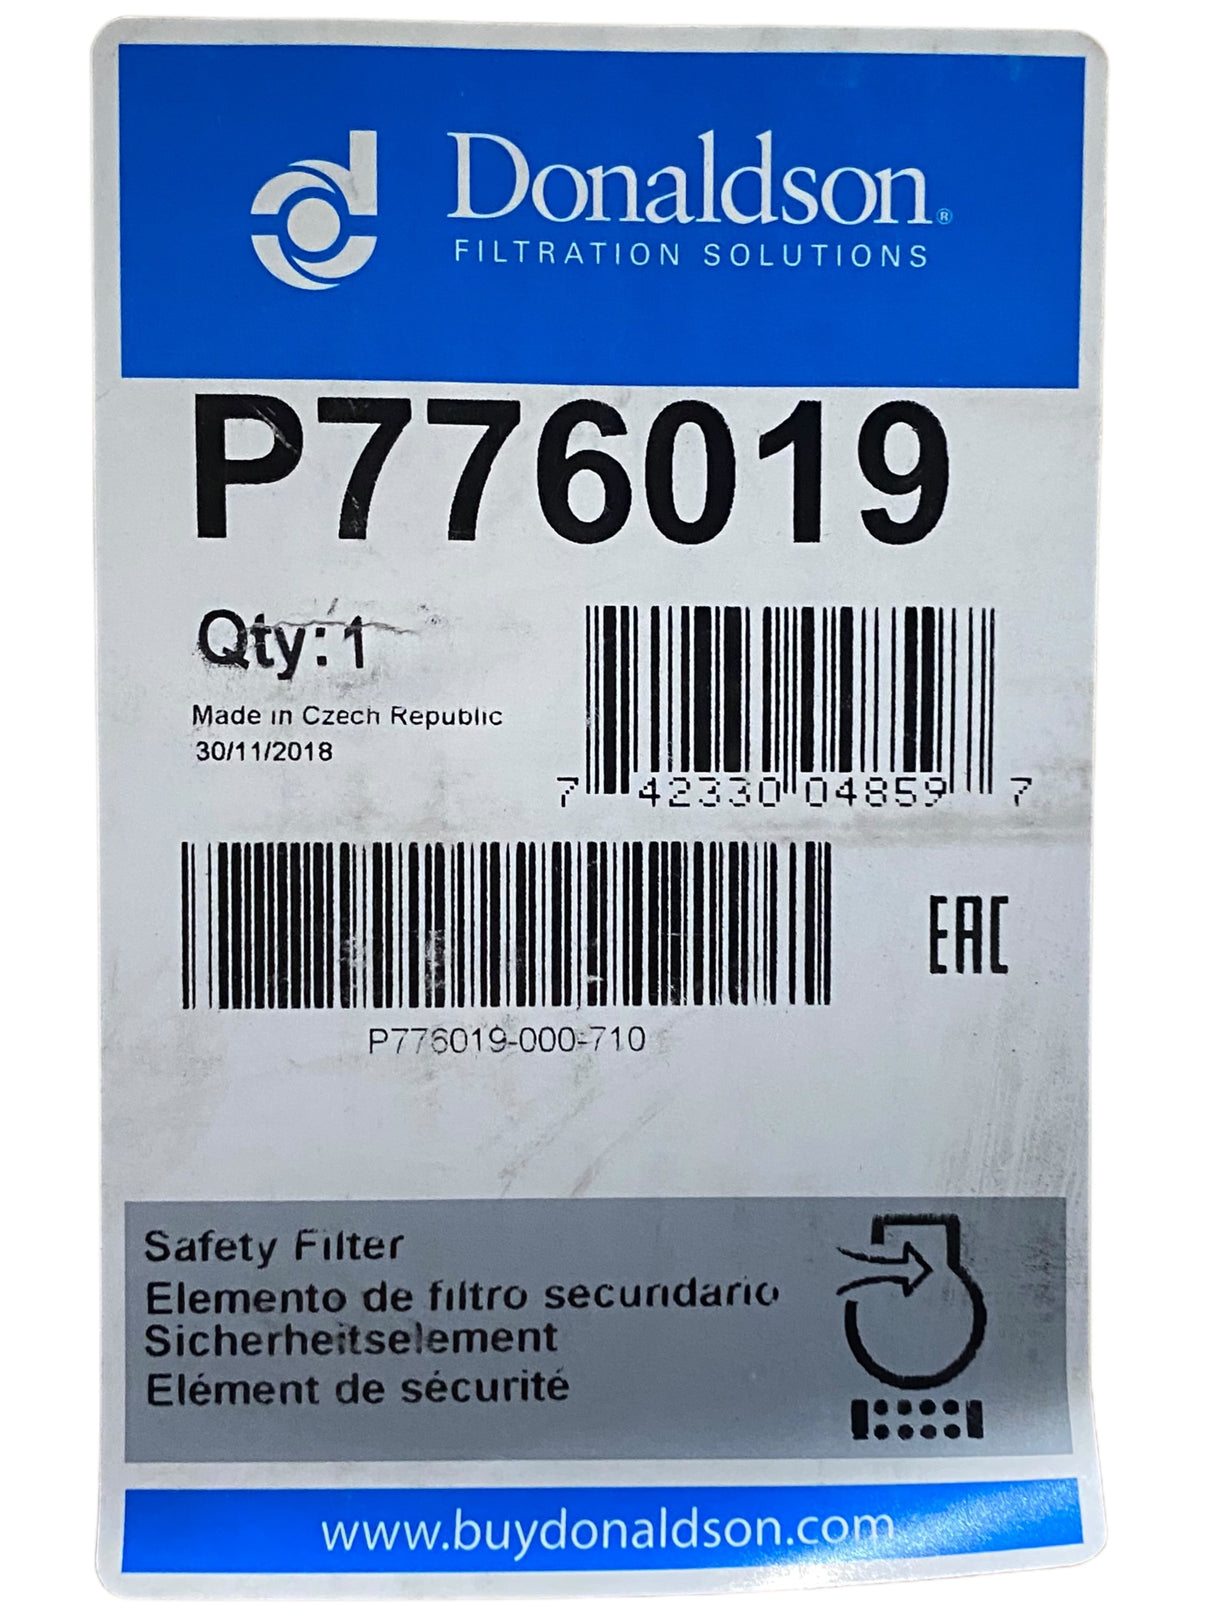 Donaldson®
FILTRATION SOLUTIONS
P776019
Qty: 1
Made in Czech Republic
30/11/2018
7 42330 04859 7
P776019-000-710
EAC
Safety Filter
Elemento de filtro secundario
Sicherheitselement
Elément de sécurité
www.buydonaldson.com